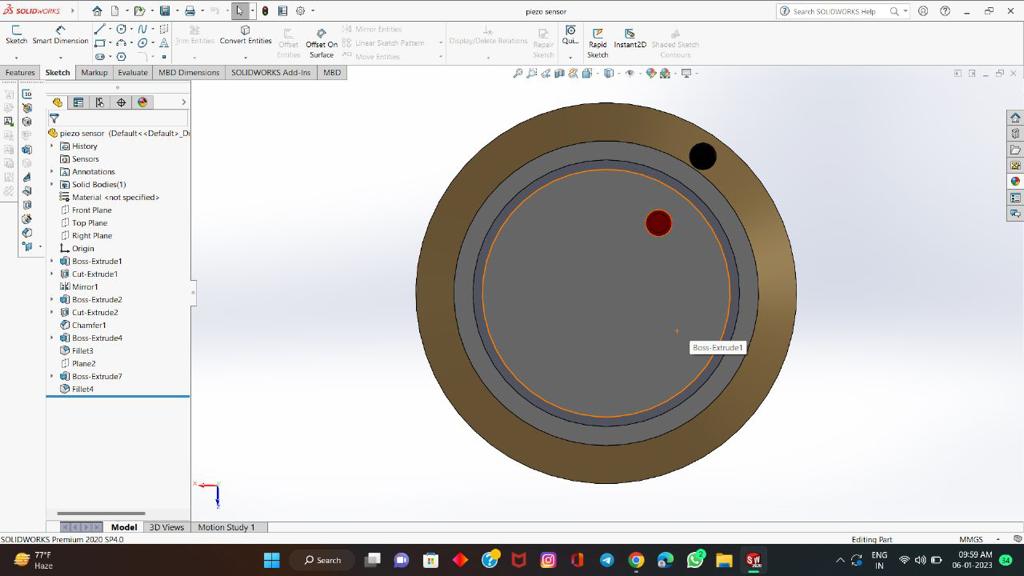 SOLIDWORKS
piezo sensor
Search SOLIDWORKS Help
Sketch
Smart Dimension
Trim Entities
Convert Entities
Offset Entities
Offset On Surface
Mirror Entities
Linear Sketch Pattern
Move Entities
Display/Delete Relations
Repair Sketch
Qui...
Rapid Sketch
Instant2D
Shaded Sketch Contours
Features
Sketch
Markup
Evaluate
MBD Dimensions
SOLIDWORKS Add-Ins
MBD
piezo sensor (Default<<Default>_Di
History
Sensors
Annotations
Solid Bodies(1)
Material <not specified>
Front Plane
Top Plane
Right Plane
Origin
Boss-Extrude1
Cut-Extrude1
Mirror1
Boss-Extrude2
Cut-Extrude2
Chamfer1
Boss-Extrude4
Fillet3
Plane2
Boss-Extrude7
Fillet4
Boss-Extrude1
Model
3D Views
Motion Study 1
SOLIDWORKS Premium 2020 SP4.0
Editing Part
MMGS
77°F
Haze
Search
ENG
IN
09:59 AM
06-01-2023